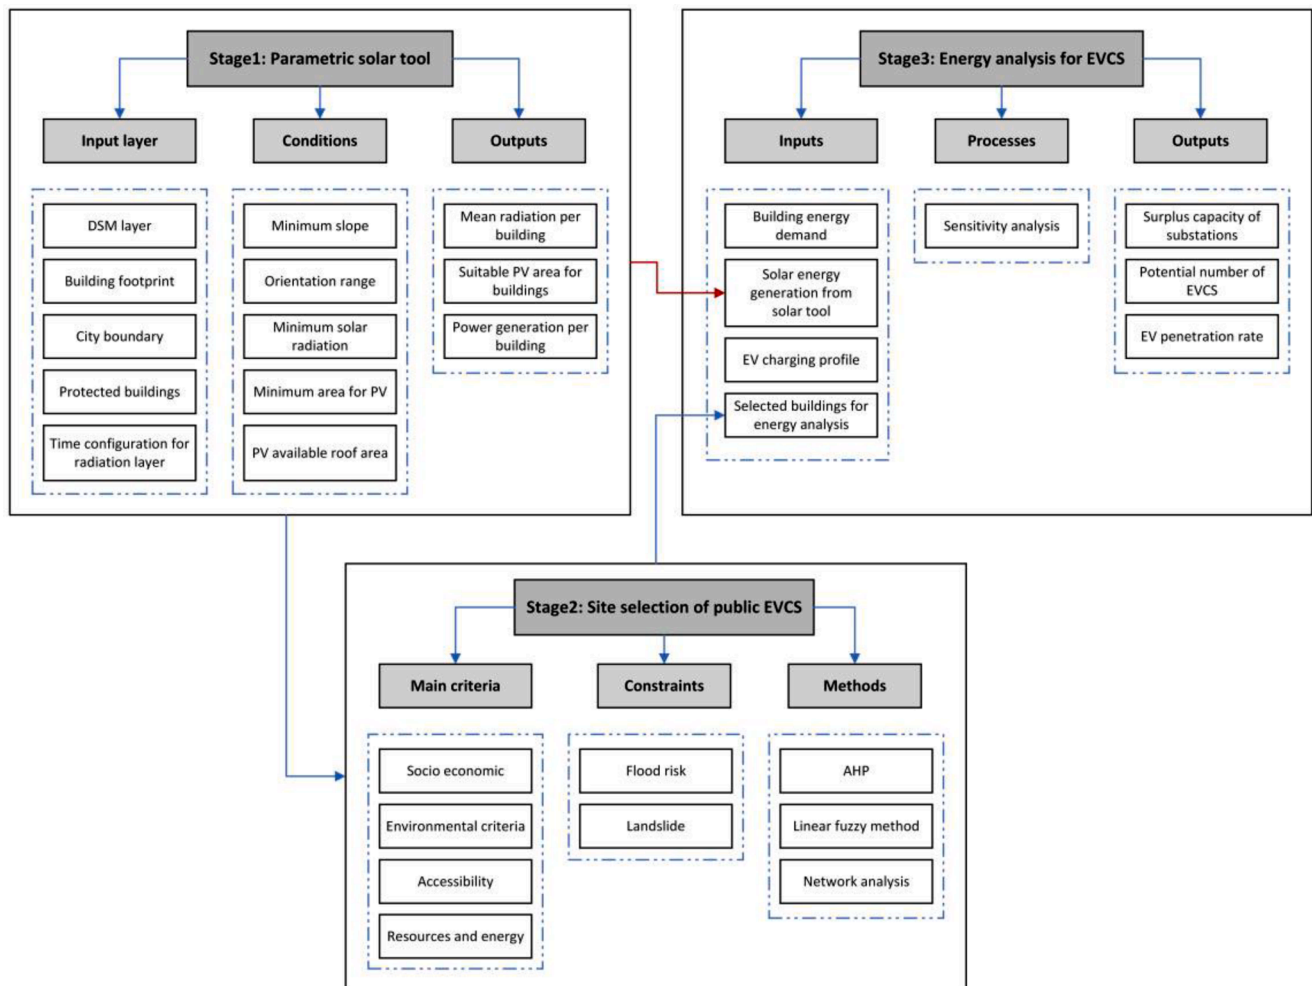 Stage1: Parametric solar tool
Input layer
Conditions
Outputs
DSM layer
Building footprint
City boundary
Protected buildings
Time configuration for
radiation layer
Minimum slope
Orientation range
Minimum solar
radiation
Minimum area for PV
PV available roof area
Mean radiation per
building
Suitable PV area for
buildings
Power generation per
building
Stage3: Energy analysis for EVCS
Inputs
Processes
Outputs
Building energy
demand
Solar energy
generation from
solar tool
EV charging profile
Selected buildings for
energy analysis
Sensitivity analysis
Surplus capacity of
substations
Potential number of
EVCS
EV penetration rate
Stage2: Site selection of public EVCS
Main criteria
Constraints
Methods
Socio economic
Environmental criteria
Accessibility
Resources and energy
Flood risk
Landslide
AHP
Linear fuzzy method
Network analysis